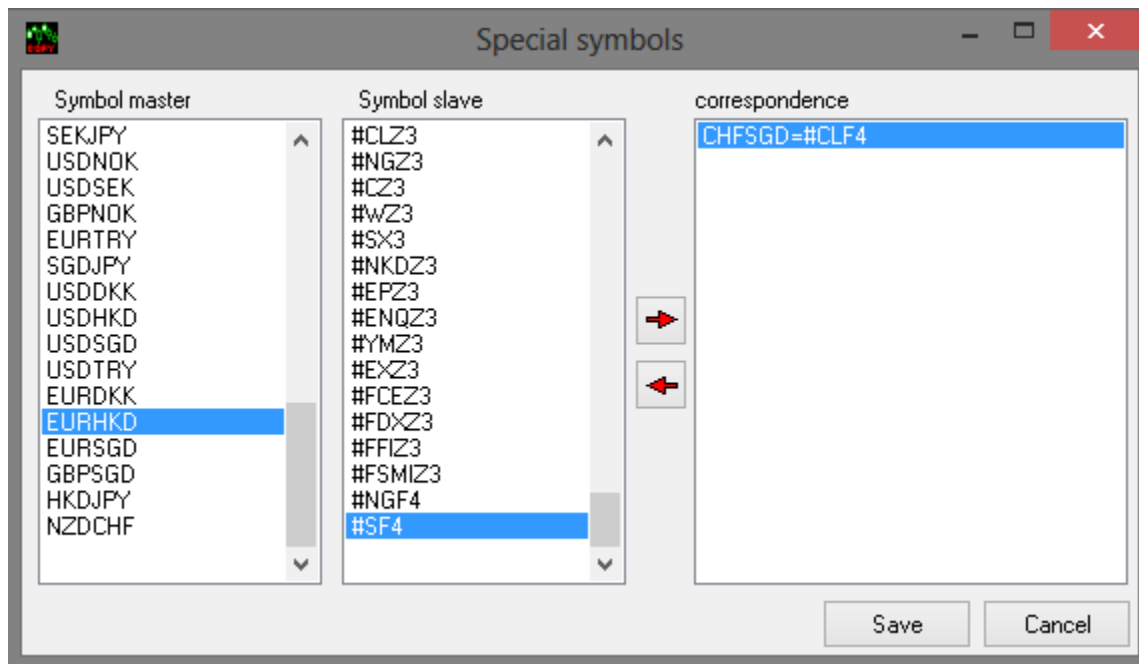 Special symbols
Symbol master
SEKJPY
USDNOK
USDSEK
GBPNOK
EURTRY
SGDJPY
USDDKK
USDHKD
USDSGD
USDTRY
EURDKK
EURHKD
EURSGD
GBPSGD
HKDJPY
NZDCHF
Symbol slave
#CLZ3
#NGZ3
#CZ3
#WZ3
#SX3
#NKDZ3
#EPZ3
#ENQZ3
#YMZ3
#EXZ3
#FCEZ3
#FDXZ3
#FFIZ3
#FSMIZ3
#NGF4
#SF4
correspondence
CHFSGD=#CLF4
Save
Cancel